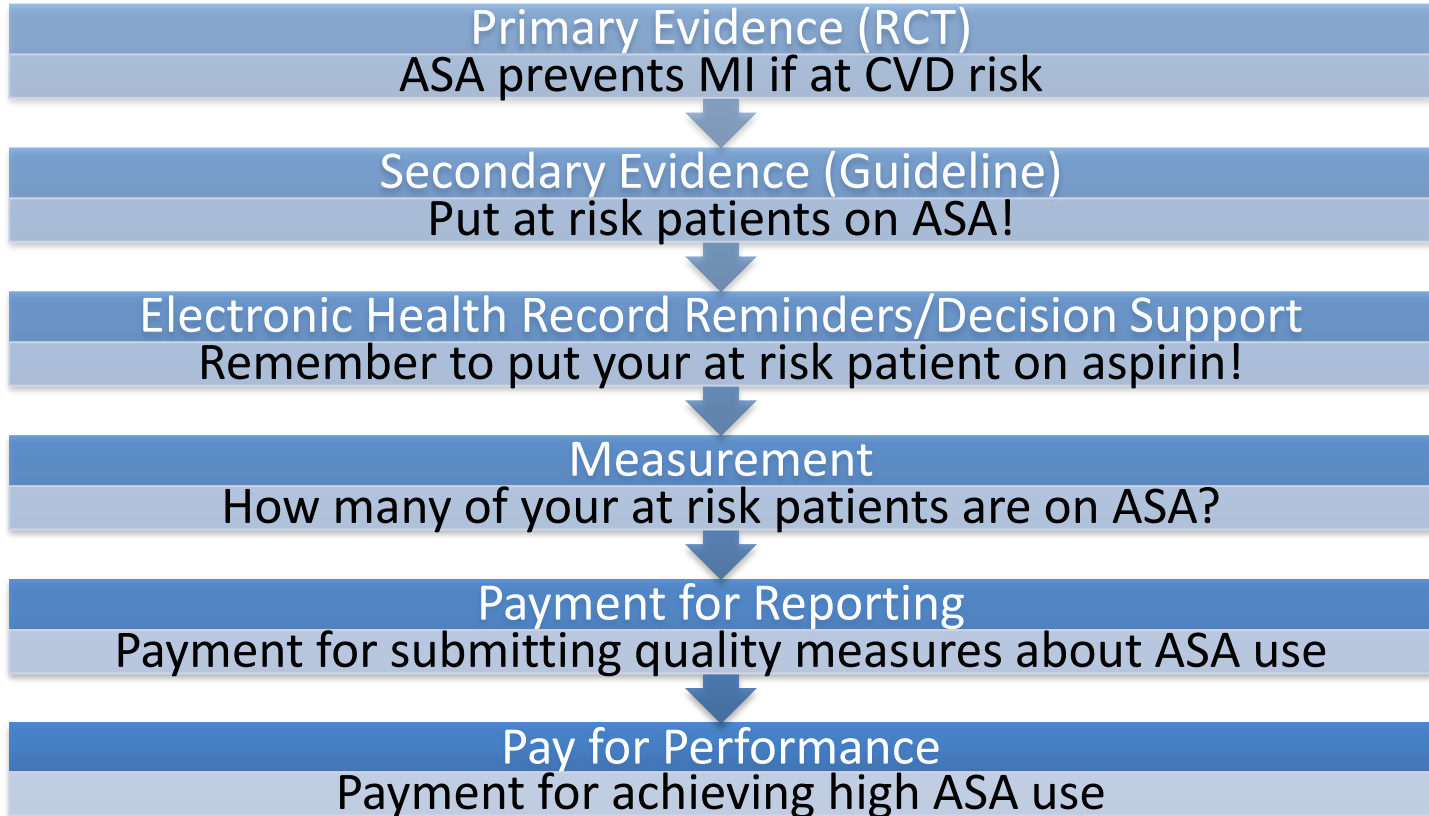 Primary Evidence (RCT)
ASA prevents MI if at CVD risk
Secondary Evidence (Guideline)
Put at risk patients on ASA!
Electronic Health Record Reminders/Decision Support
Remember to put your at risk patient on aspirin!
Measurement
How many of your at risk patients are on ASA?
Payment for Reporting
Payment for submitting quality measures about ASA use
Pay for Performance
Payment for achieving high ASA use